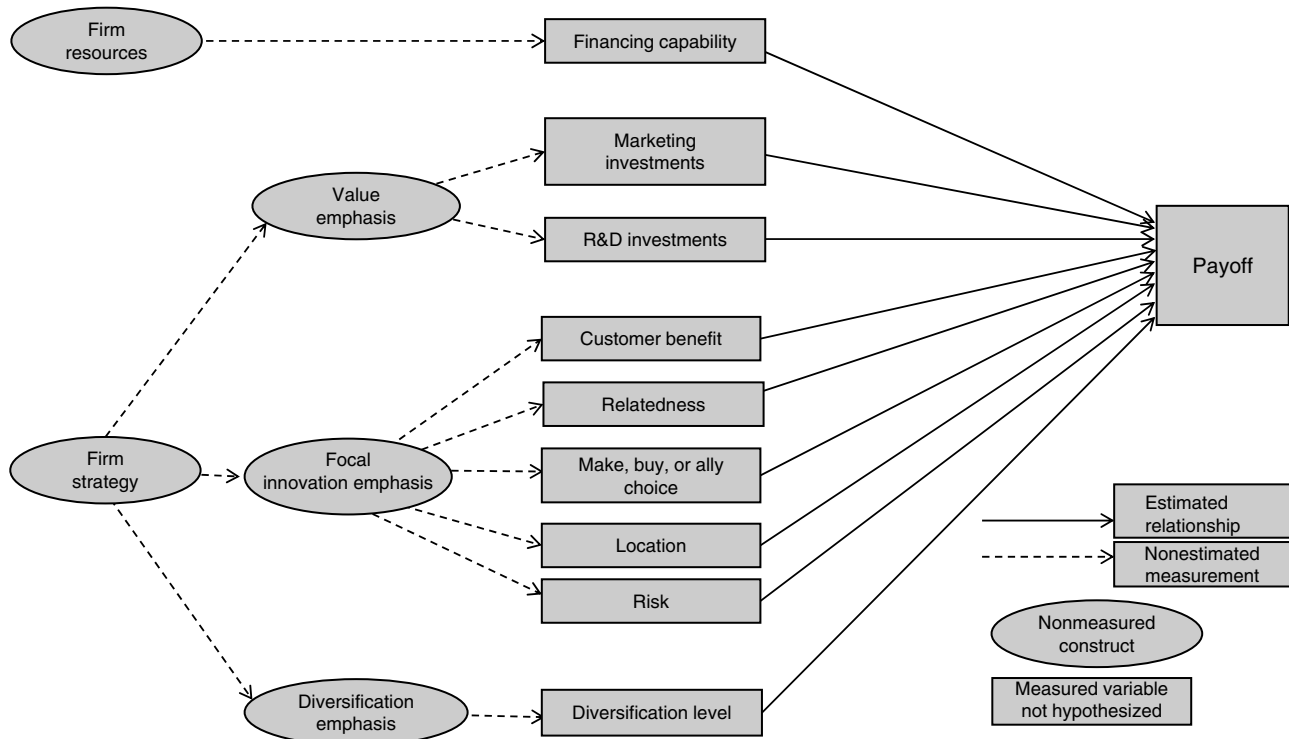 Firm
resources
Financing capability
Marketing
investments
Value
emphasis
R&D investments
Payoff
Customer benefit
Relatedness
Firm
strategy
Focal
innovation emphasis
Make, buy, or ally
choice
Location
Risk
Diversification
emphasis
Diversification level
Estimated
relationship
Nonestimated
measurement
Nonmeasured
construct
Measured variable
not hypothesized